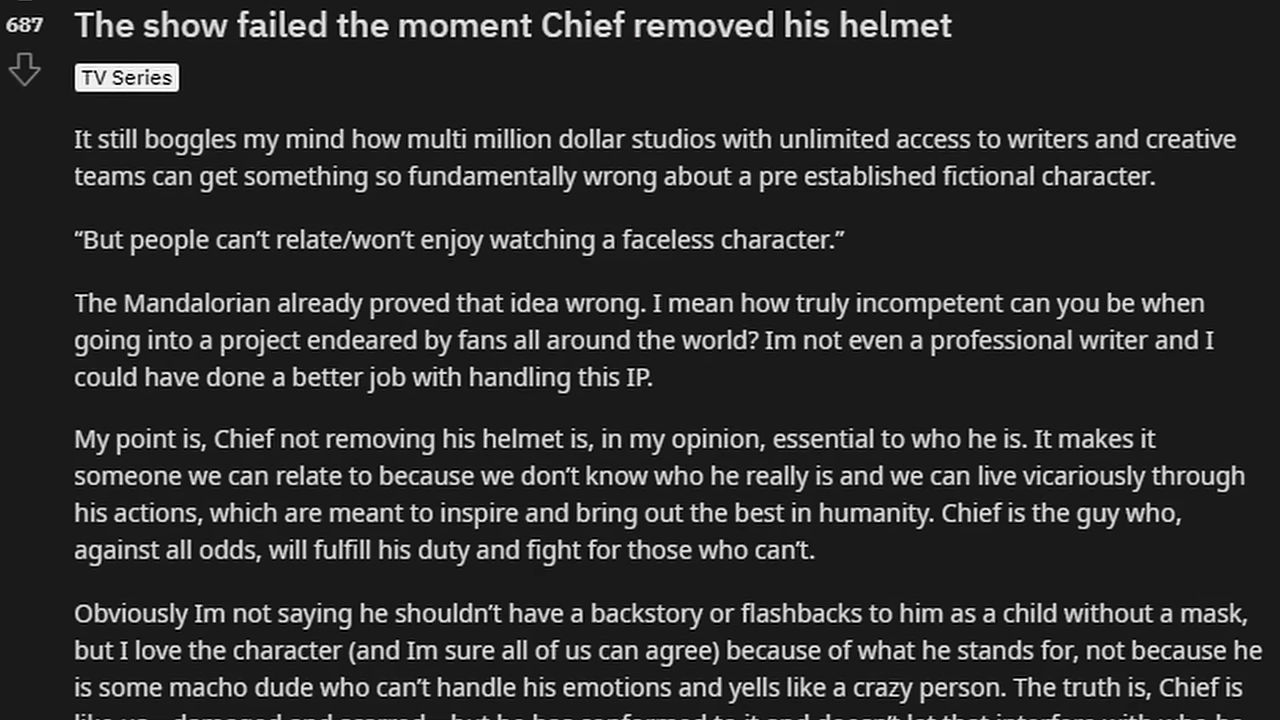 687
The show failed the moment Chief removed his helmet
TV Series
It still boggles my mind how multi million dollar studios with unlimited access to writers and creative
teams can get something so fundamentally wrong about a pre established fictional character.
“But people can’t relate/won’t enjoy watching a faceless character.”
The Mandalorian already proved that idea wrong. I mean how truly incompetent can you be when
going into a project endeared by fans all around the world? Im not even a professional writer and I
could have done a better job with handling this IP.
My point is, Chief not removing his helmet is, in my opinion, essential to who he is. It makes it
someone we can relate to because we don’t know who he really is and we can live vicariously through
his actions, which are meant to inspire and bring out the best in humanity. Chief is the guy who,
against all odds, will fulfill his duty and fight for those who can’t.
Obviously Im not saying he shouldn’t have a backstory or flashbacks to him as a child without a mask,
but I love the character (and Im sure all of us can agree) because of what he stands for, not because he
is some macho dude who can’t handle his emotions and yells like a crazy person. The truth is, Chief is